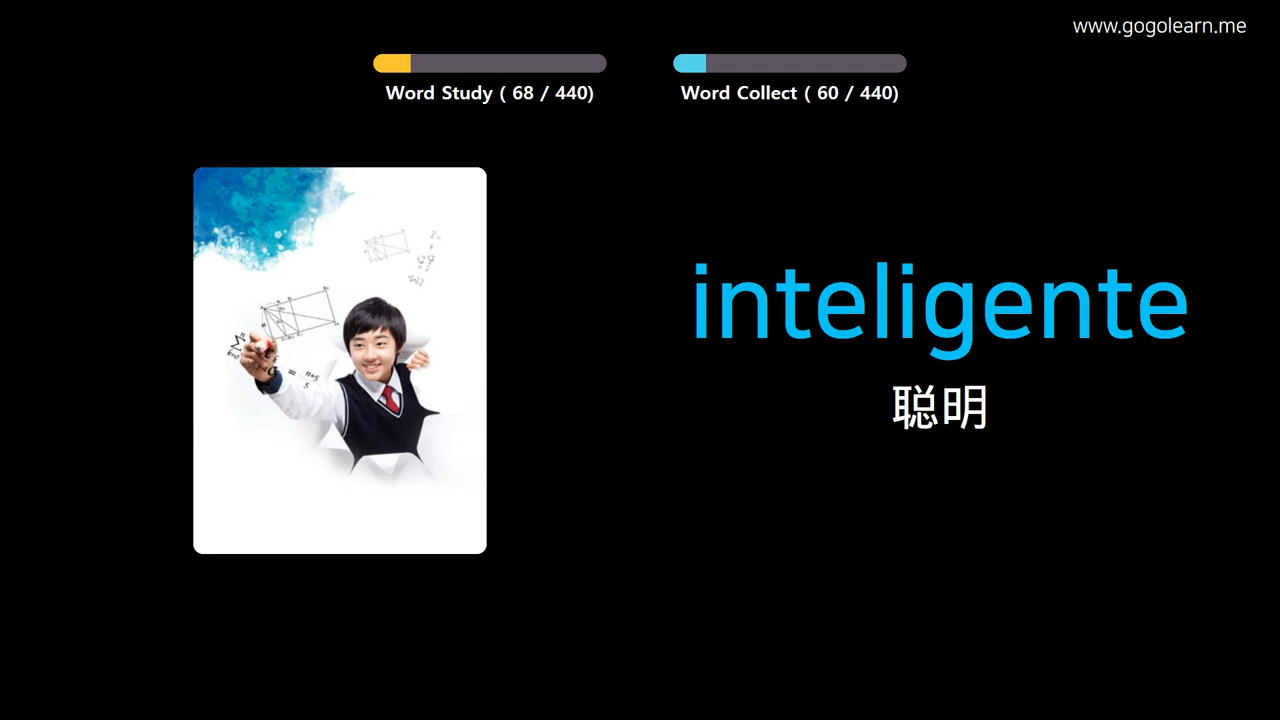 www.gogolearn.me
Word Study ( 68 / 440)
Word Collect ( 60 / 440)
inteligente
聪明